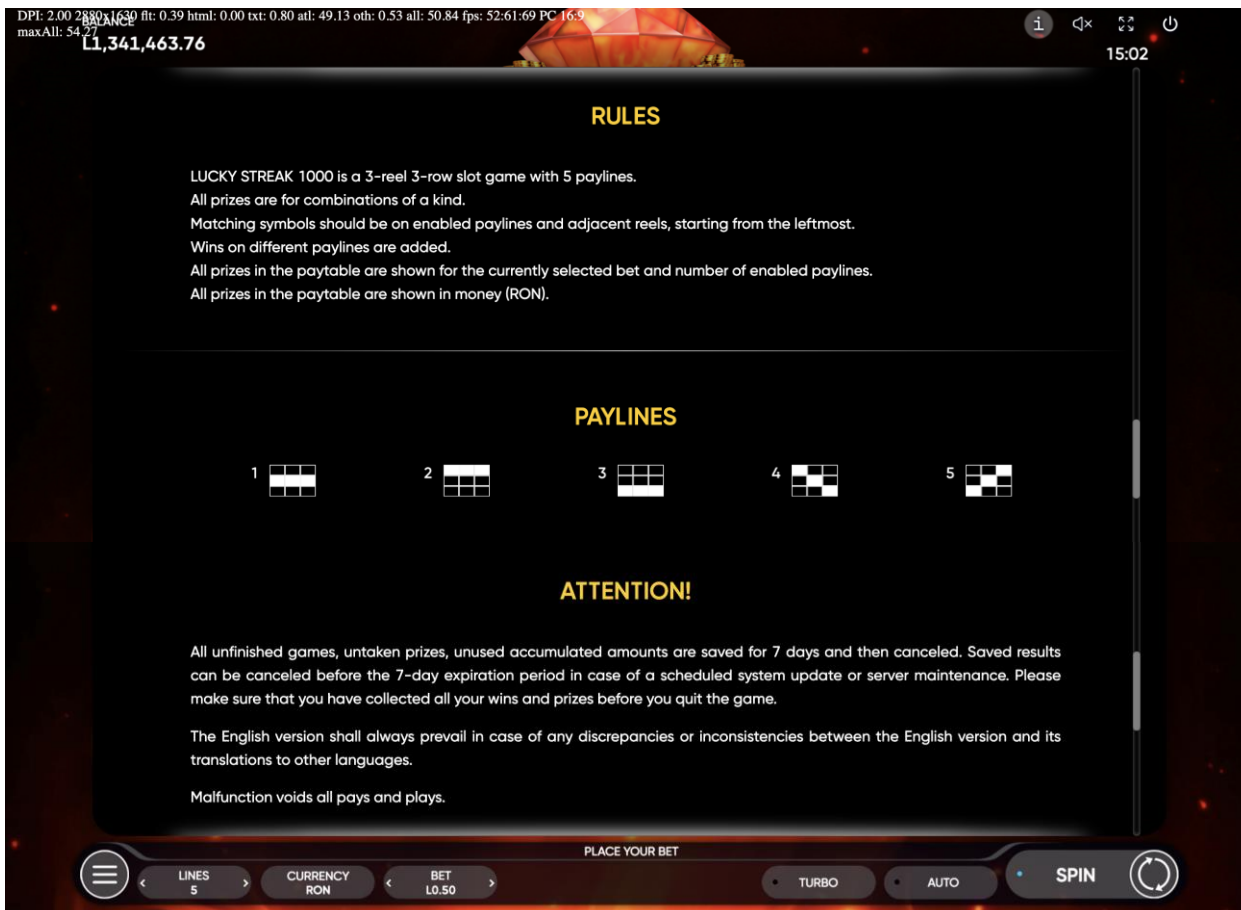 DPI: 2.00 2880x1630 flt: 0.39 html: 0.00 txt: 0.80 atl: 49.13 oth: 0.53 all: 50.84 fps: 52:61:69 PC 16:9
maxAll: 54.27
BALANCE
L1,341,463.76
i
15:02
RULES
LUCKY STREAK 1000 is a 3-reel 3-row slot game with 5 paylines.
All prizes are for combinations of a kind.
Matching symbols should be on enabled paylines and adjacent reels, starting from the leftmost.
Wins on different paylines are added.
All prizes in the paytable are shown for the currently selected bet and number of enabled paylines.
All prizes in the paytable are shown in money (RON).
PAYLINES
1 2 3 4 5
ATTENTION!
All unfinished games, untaken prizes, unused accumulated amounts are saved for 7 days and then canceled. Saved results
can be canceled before the 7-day expiration period in case of a scheduled system update or server maintenance. Please
make sure that you have collected all your wins and prizes before you quit the game.
The English version shall always prevail in case of any discrepancies or inconsistencies between the English version and its
translations to other languages.
Malfunction voids all pays and plays.
PLACE YOUR BET
LINES CURRENCY BET
5 RON L0.50
TURBO AUTO SPIN